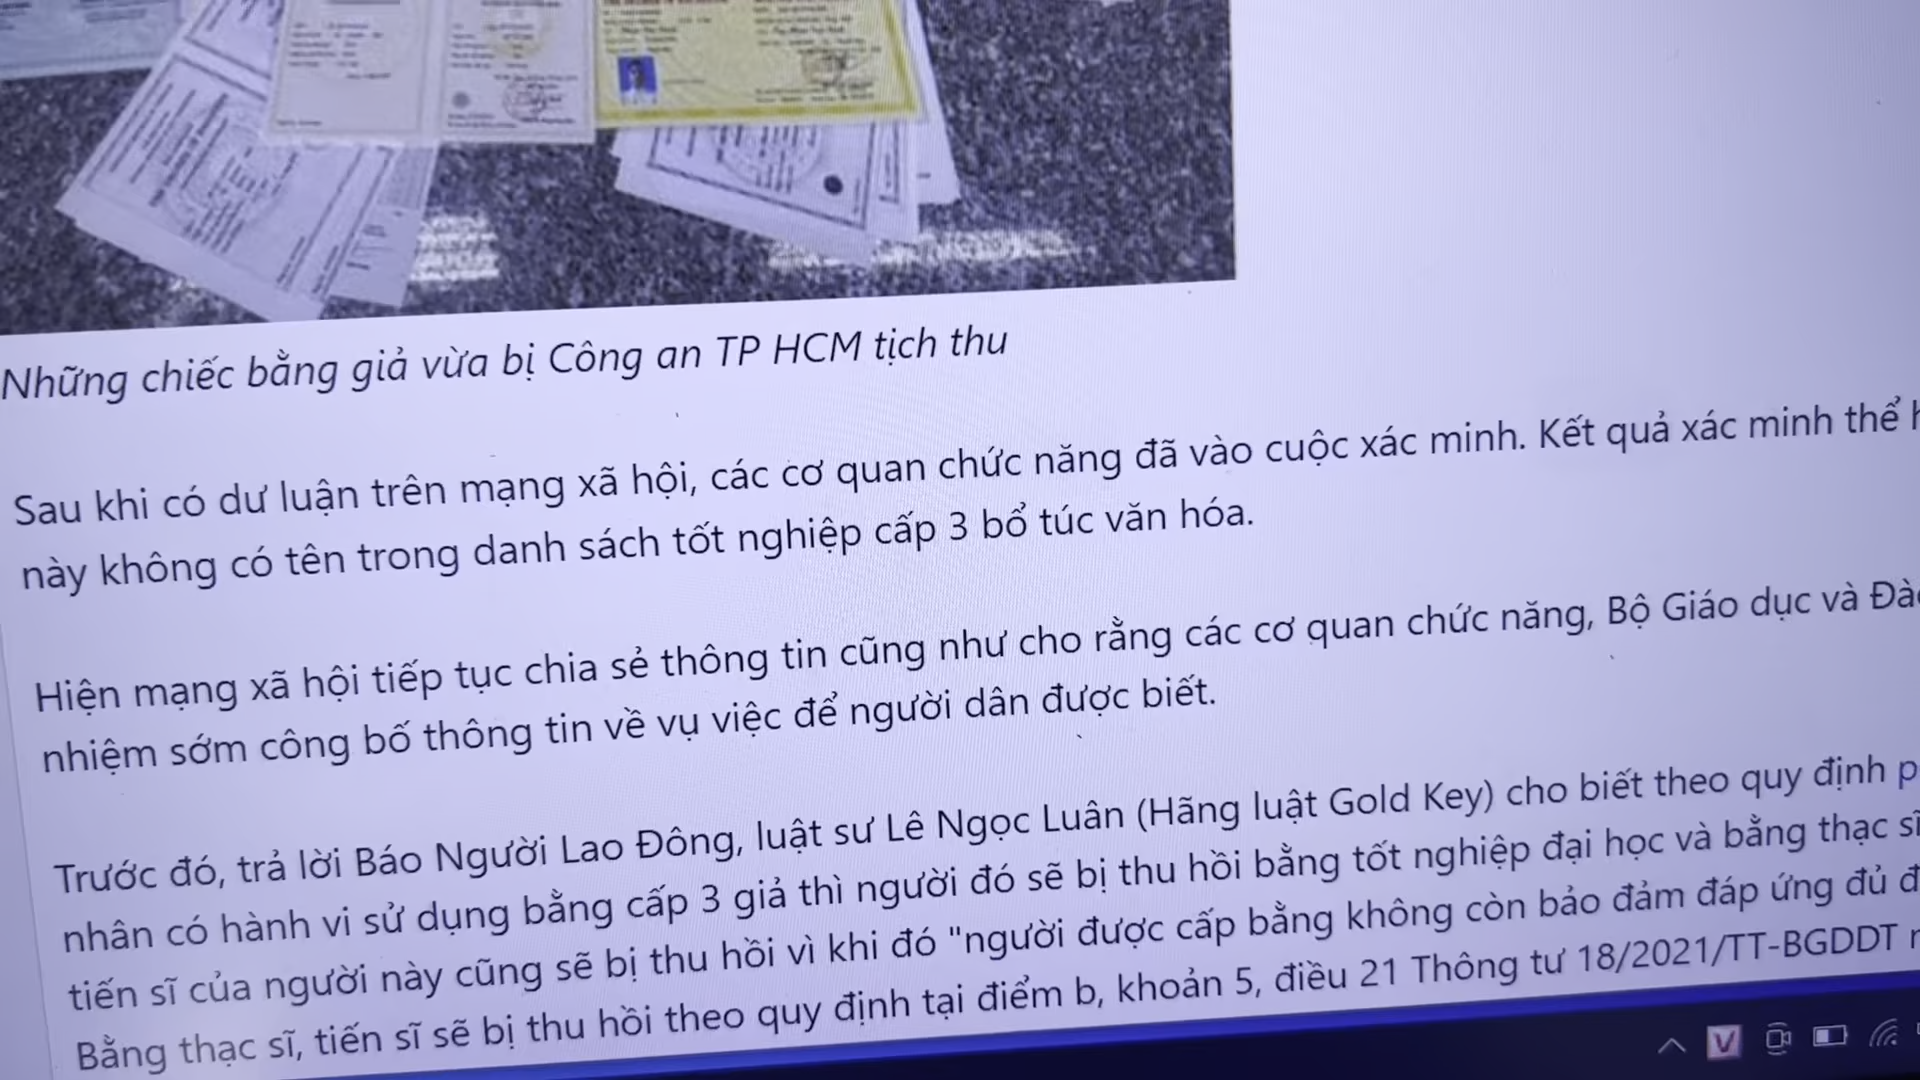 Những chiếc bằng giả vừa bị Công an TP HCM tịch thu
Sau khi có dư luận trên mạng xã hội, các cơ quan chức năng đã vào cuộc xác minh. Kết quả xác minh thể
này không có tên trong danh sách tốt nghiệp cấp 3 bổ túc văn hóa.
Hiện mạng xã hội tiếp tục chia sẻ thông tin cũng như cho rằng các cơ quan chức năng, Bộ Giáo dục và
nhiệm sớm công bố thông tin về vụ việc để người dân được biết.
Trước đó, trả lời Báo Người Lao Đông, luật sư Lê Ngọc Luân (Hãng luật Gold Key) cho biết theo quy định
nhân có hành vi sử dụng bằng cấp 3 giả thì người đó sẽ bị thu hồi bằng tốt nghiệp đại học và bằng thạc sĩ
tiến sĩ của người này cũng sẽ bị thu hồi vì khi đó "người được cấp bằng không còn bảo đảm đáp ứng đủ
Bằng thạc sĩ, tiến sĩ sẽ bị thu hồi theo quy định tại điểm b, khoản 5, điều 21 Thông tư 18/2021/TT-BGDDT
V